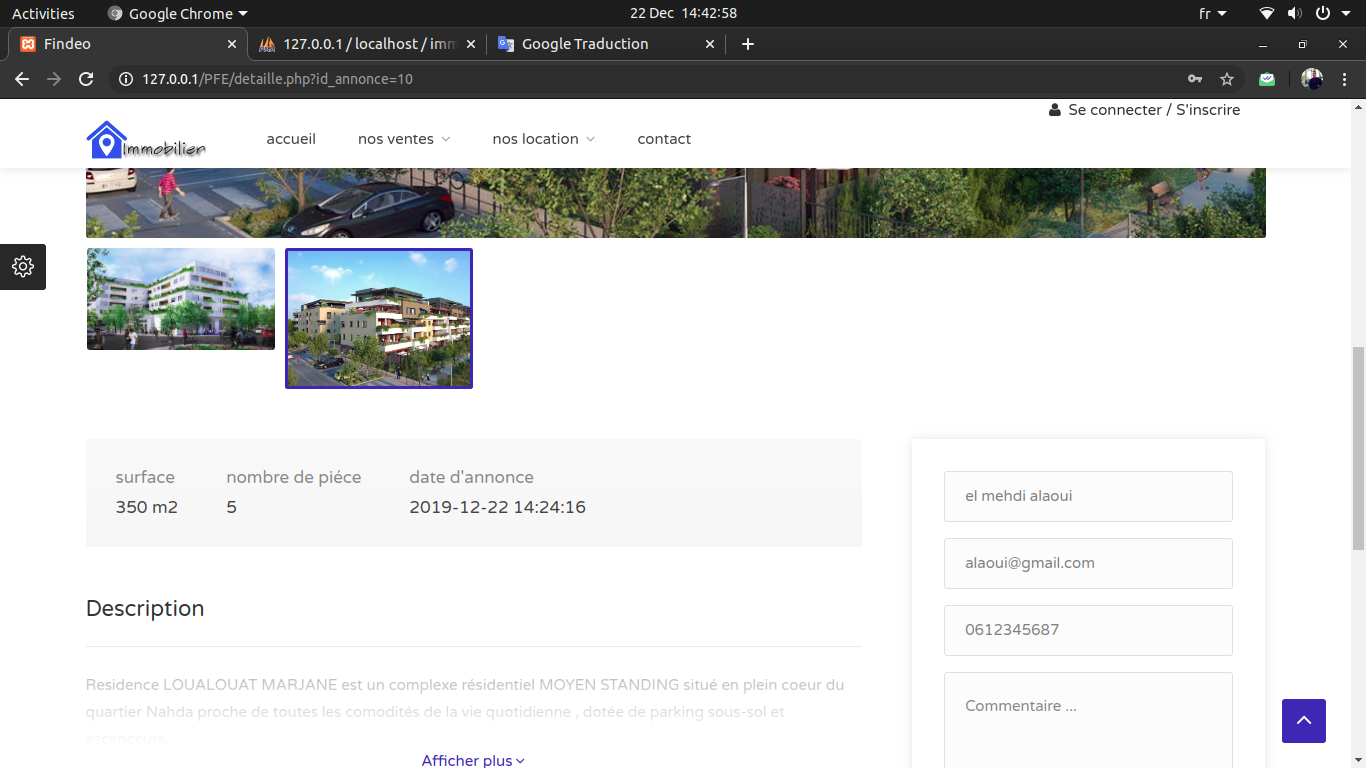 Activities
Google Chrome
22 Dec 14:42:58
fr
Findeo
127.0.0.1 / localhost / imm
Google Traduction
127.0.0.1/PFE/detaille.php?id_annonce=10
Se connecter / S'inscrire
Immobilier
accueil
nos ventes
nos location
contact
surface
nombre de piéce
date d'annonce
350 m2
5
2019-12-22 14:24:16
el mehdi alaoui
alaoui@gmail.com
0612345687
Commentaire ...
Description
Residence LOUALOUAT MARJANE est un complexe résidentiel MOYEN STANDING situé en plein coeur du
quartier Nahda proche de toutes les comodités de la vie quotidienne , dotée de parking sous-sol et
ascenceurs
Afficher plus